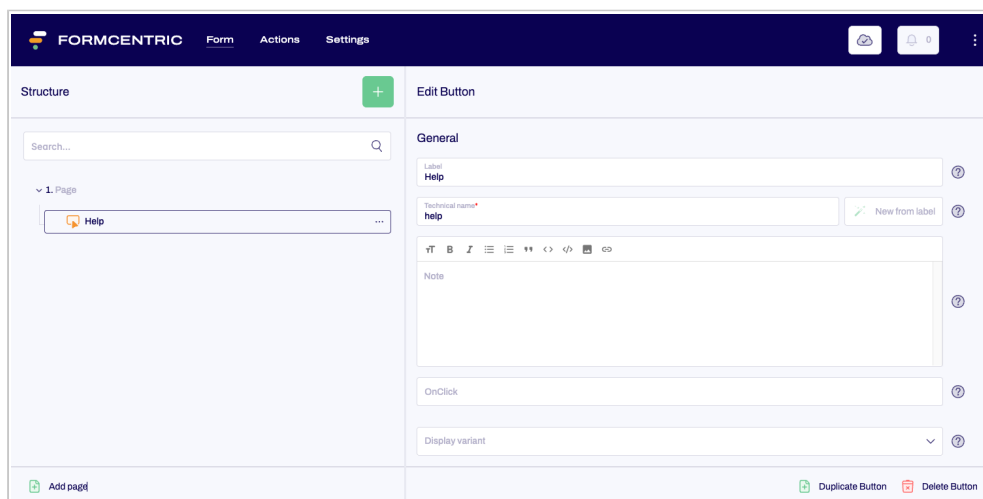 FORMCENTRIC Form Actions Settings 0
Structure
Edit Button
Search...
1. Page
Help
General
Label
Help
Technical name*
help
New from label
Note
OnClick
Display variant
Add page
Duplicate Button
Delete Button